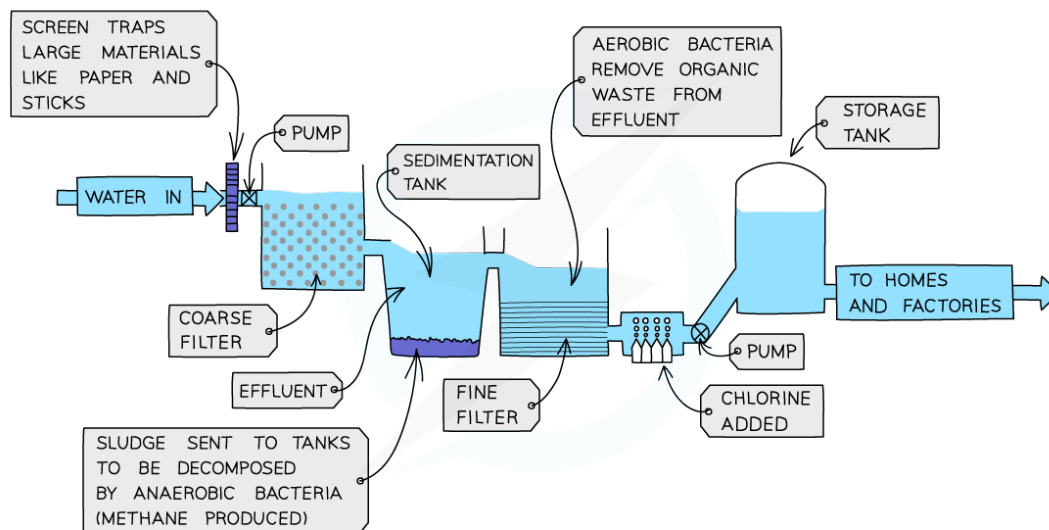 SCREEN TRAPS
LARGE MATERIALS
LIKE PAPER AND
STICKS
PUMP
WATER IN
SEDIMENTATION
TANK
AEROBIC BACTERIA
REMOVE ORGANIC
WASTE FROM
EFFLUENT
STORAGE
TANK
TO HOMES
AND FACTORIES
COARSE
FILTER
EFFLUENT
FINE
FILTER
PUMP
CHLORINE
ADDED
SLUDGE SENT TO TANKS
TO BE DECOMPOSED
BY ANAEROBIC BACTERIA
(METHANE PRODUCED)